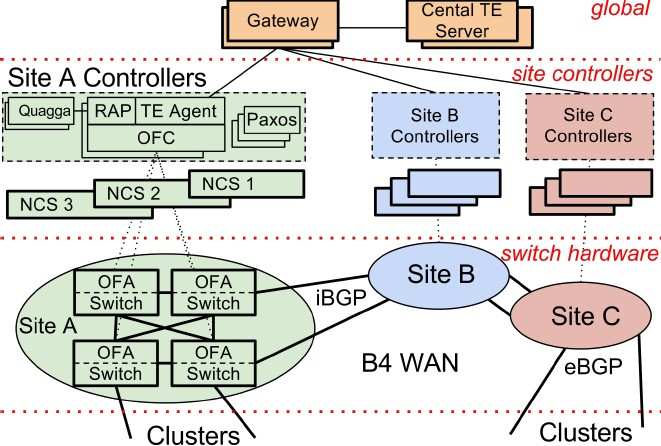 global
Gateway
Cental TE
Server
site controllers
Site A Controllers
Quagga
RAP
TE Agent
OFC
Paxos
Site B
Controllers
Site C
Controllers
NCS 1
NCS 2
NCS 3
switch hardware
OFA
Switch
OFA
Switch
Site A
OFA
Switch
OFA
Switch
iBGP
Site B
Site C
B4 WAN
eBGP
Clusters
Clusters